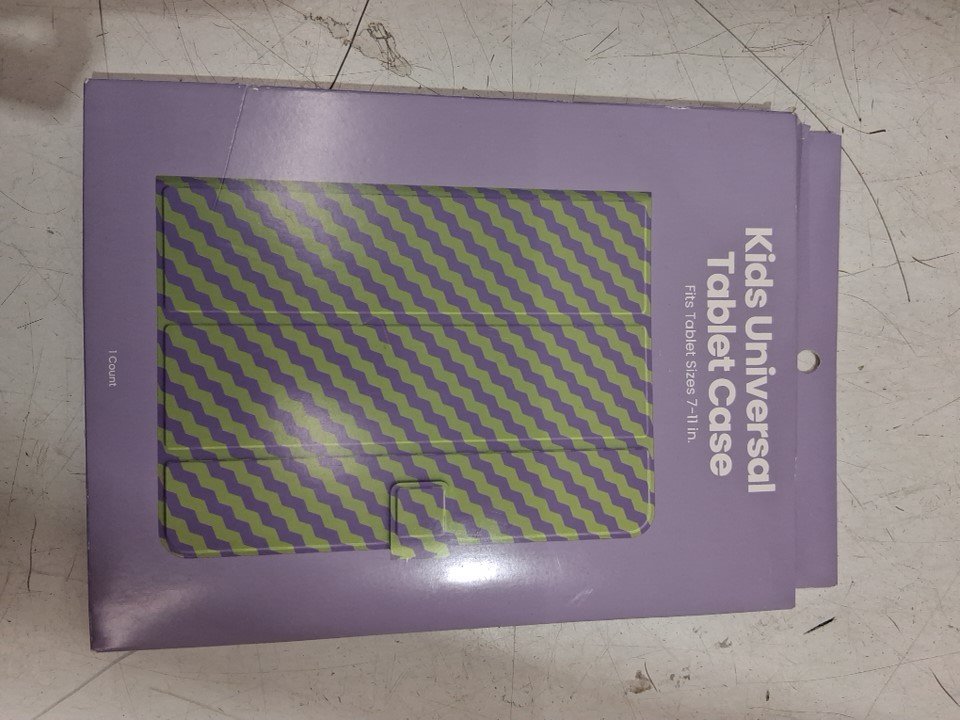 Kids Universal
Tablet Case
Fits Tablet Sizes 7-11 in.
1 Count